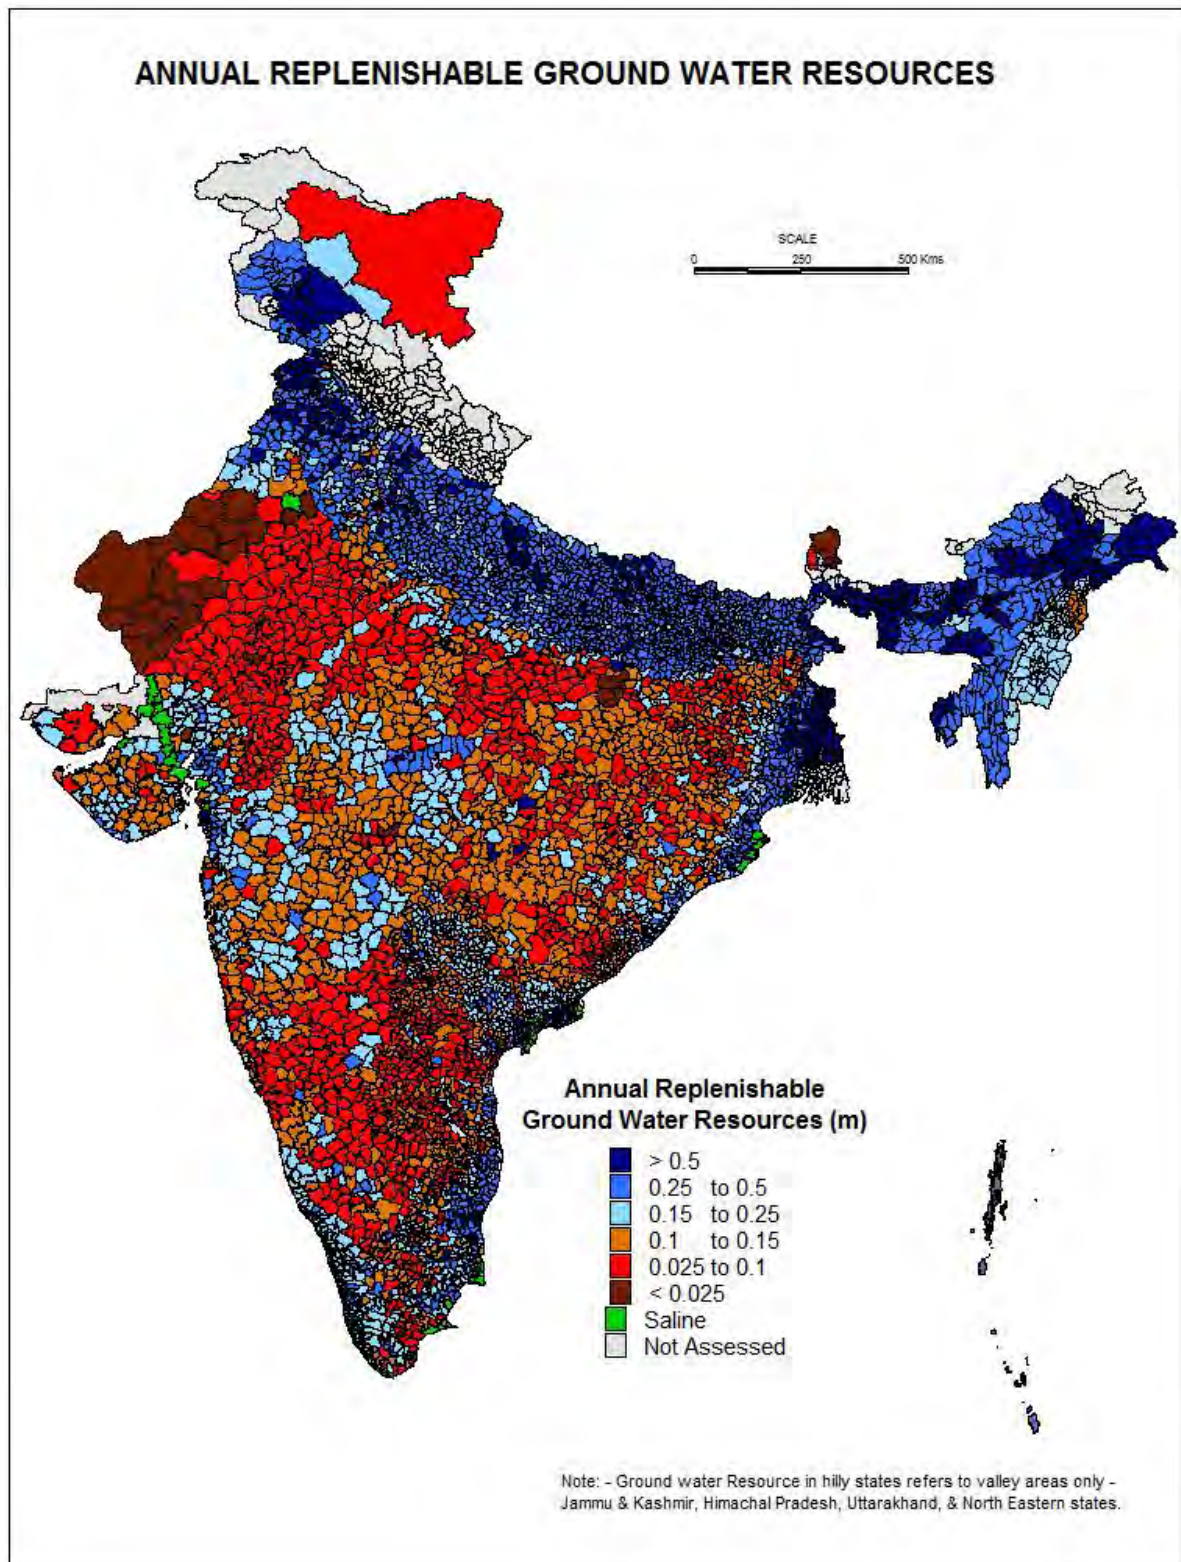 ANNUAL REPLENISHABLE GROUND WATER RESOURCES
SCALE
0 250 500 Kms
Annual Replenishable
Ground Water Resources (m)
> 0.5
0.25 to 0.5
0.15 to 0.25
0.1 to 0.15
0.025 to 0.1
< 0.025
Saline
Not Assessed
Note: - Ground water Resource in hilly states refers to valley areas only -
Jammu & Kashmir, Himachal Pradesh, Uttarakhand, & North Eastern states.